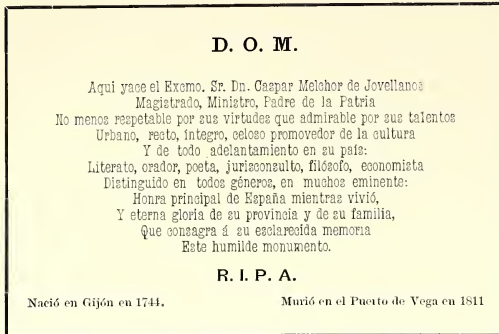 D. O. M.
Aqui yace el Excmo. Sr. Dn. Gaspar Melchor de Jovellanos
Magistrado, Ministro, Padre de la Patria
No menos respetable por sus virtudes que admirable por sus talentos
Urbano, recto, íntegro, celoso promovedor de la cultura
Y de todo adelantamiento en su país:
Literato, orador, poeta, jurisconsulto, filósofo, economista
Distinguido en todos géneros, en muchos eminente:
Honra principal de España mientras vivió,
Y eterna gloria de su provincia y de su familia,
Que consagra á su esclarecida memoria
Este humilde monumento.
R. I. P. A.
Nació en Gijón en 1744. Murió en el Puerto de Vega en 1811